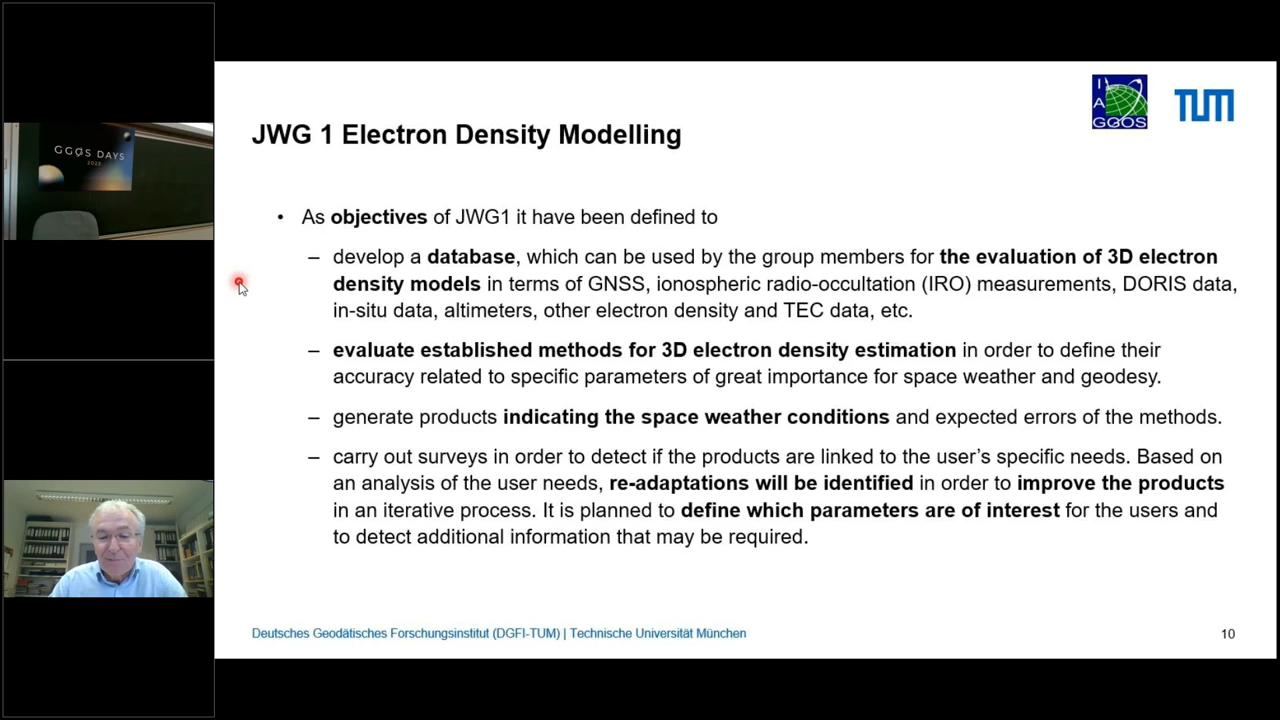 GGOS DAYS
I
A
GGOS
TUM
JWG 1 Electron Density Modelling
• As objectives of JWG1 it have been defined to
– develop a database, which can be used by the group members for the evaluation of 3D electron
density models in terms of GNSS, ionospheric radio-occultation (IRO) measurements, DORIS data,
in-situ data, altimeters, other electron density and TEC data, etc.
– evaluate established methods for 3D electron density estimation in order to define their
accuracy related to specific parameters of great importance for space weather and geodesy.
– generate products indicating the space weather conditions and expected errors of the methods.
– carry out surveys in order to detect if the products are linked to the user's specific needs. Based on
an analysis of the user needs, re-adaptations will be identified in order to improve the products
in an iterative process. It is planned to define which parameters are of interest for the users and
to detect additional information that may be required.
Deutsches Geodätisches Forschungsinstitut (DGFI-TUM) | Technische Universität München
10